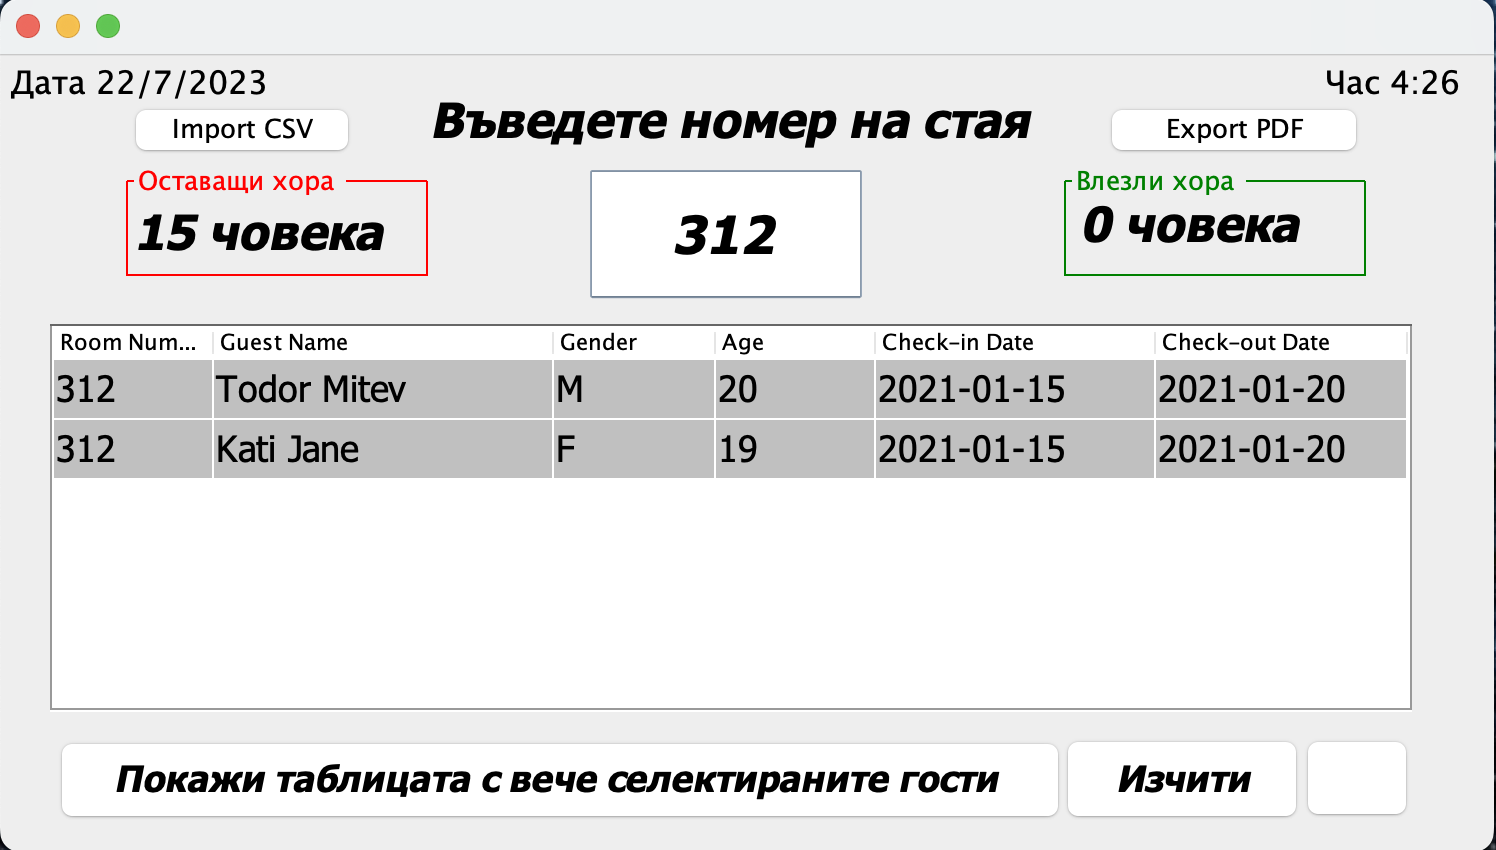 Дата 22/7/2023
Час 4:26
Import CSV
Въведете номер на стая
Export PDF
Оставащи хора
15 човека
312
Влезли хора
0 човека
Room Num... Guest Name Gender Age Check-in Date Check-out Date
312 Todor Mitev M 20 2021-01-15 2021-01-20
312 Kati Jane F 19 2021-01-15 2021-01-20
Покажи таблицата с вече селектираните гости
Изчити